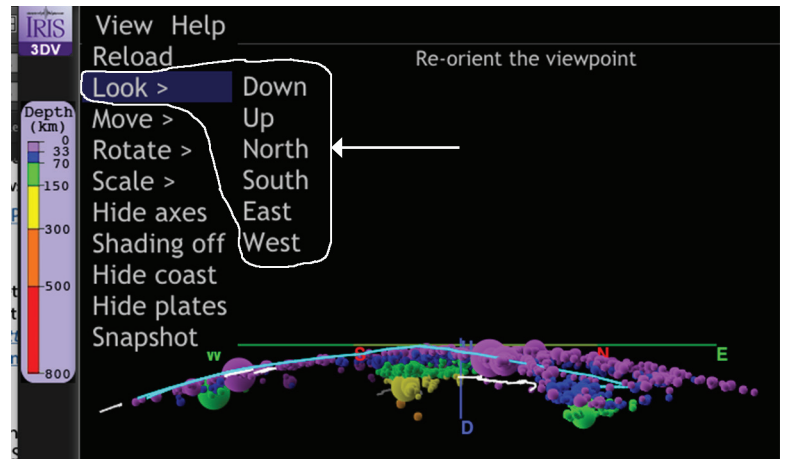 IRIS
3DV
View Help
Reload
Re-orient the viewpoint
Look >
Down
Move >
Up
Rotate >
North
Scale >
South
Hide axes
East
Shading off
West
Hide coast
Hide plates
Snapshot
Depth
(km)
0
33
70
150
300
500
800
W
S
U
N
E
D